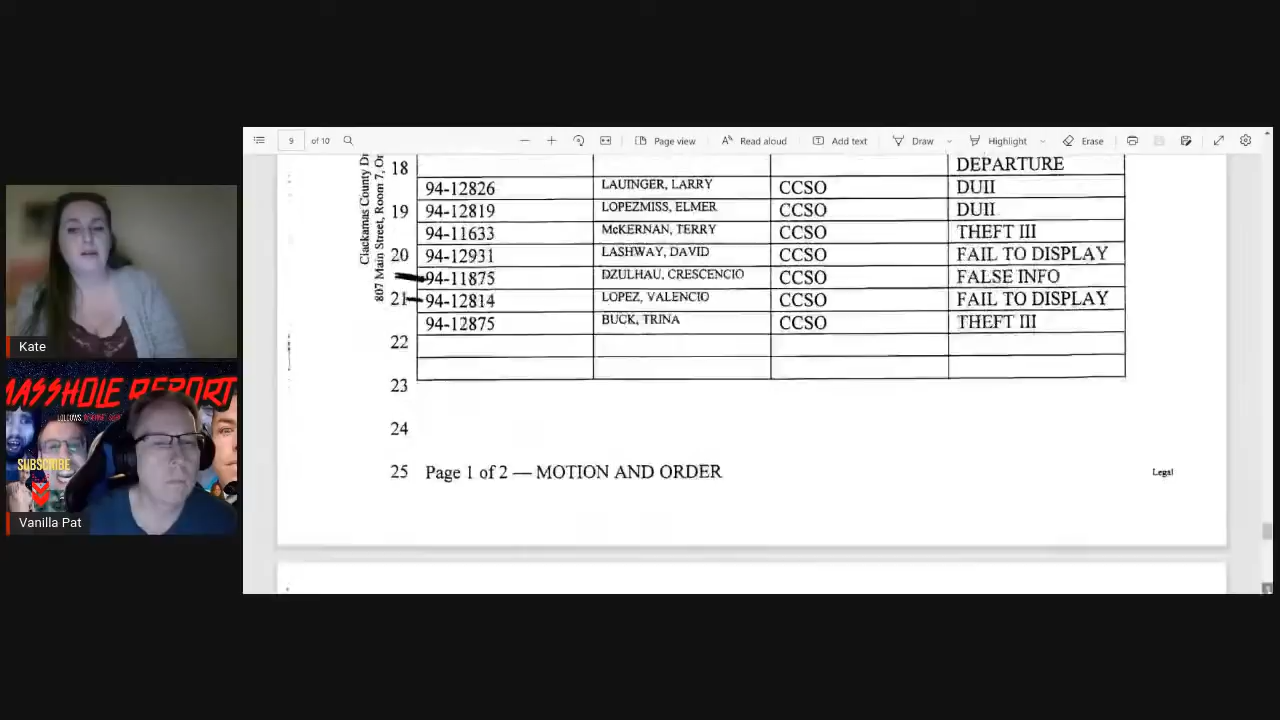 9 of 10 Page view Read aloud Add text Draw Highlight Erase
18 DEPARTURE
94-12826 LAUINGER, LARRY CCSO DUII
19 94-12819 LOPEZMISS, ELMER CCSO DUII
94-11633 McKERNAN, TERRY CCSO THEFT III
20 94-12931 LASHWAY, DAVID CCSO FAIL TO DISPLAY
94-11875 DZULHAU, CRESCENCIO CCSO FALSE INFO
21 94-12814 LOPEZ, VALENCIO CCSO FAIL TO DISPLAY
94-12875 BUCK, TRINA CCSO THEFT III
22
23
24
25 Page 1 of 2 — MOTION AND ORDER
Legal
Clackamas County
807 Main Street, Room 7,
Kate
MASSHOLE REPORT
SUBSCRIBE
Vanilla Pat